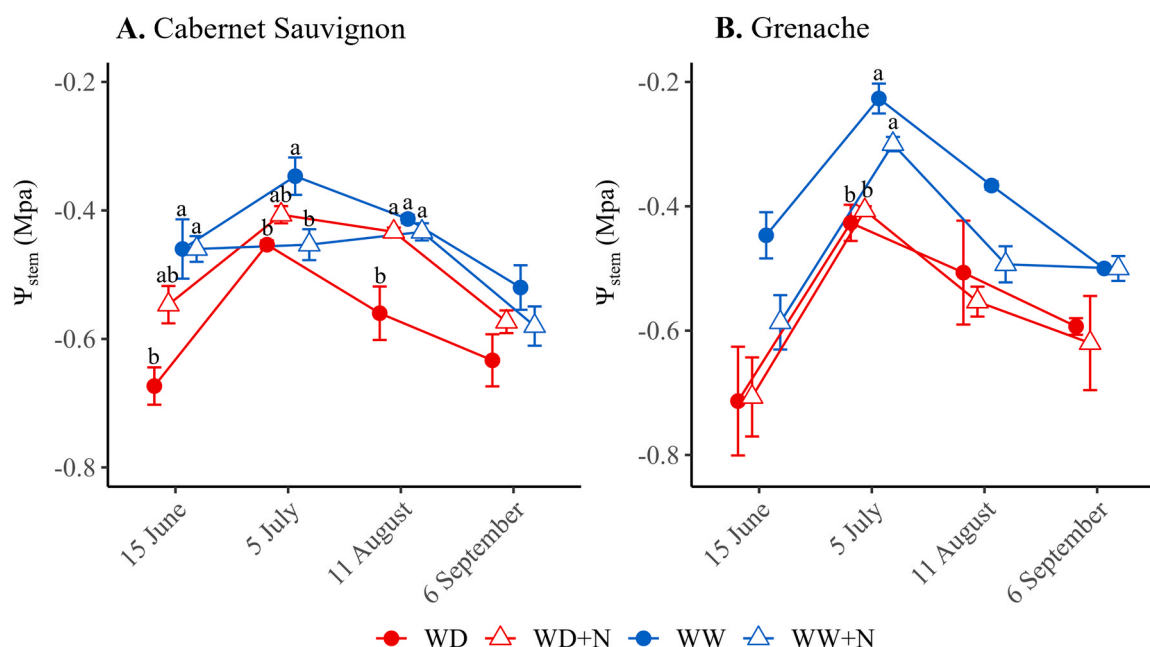 A. Cabernet Sauvignon
B. Grenache
Ψstem (Mpa)
-0.2
-0.4
-0.6
-0.8
a
a
ab
b
a
ab
b
b
a
a
a
b
15 June
5 July
11 August
6 September
Ψstem (Mpa)
-0.2
-0.4
-0.6
-0.8
a
a
b
b
15 June
5 July
11 August
6 September
WD WD+N WW WW+N